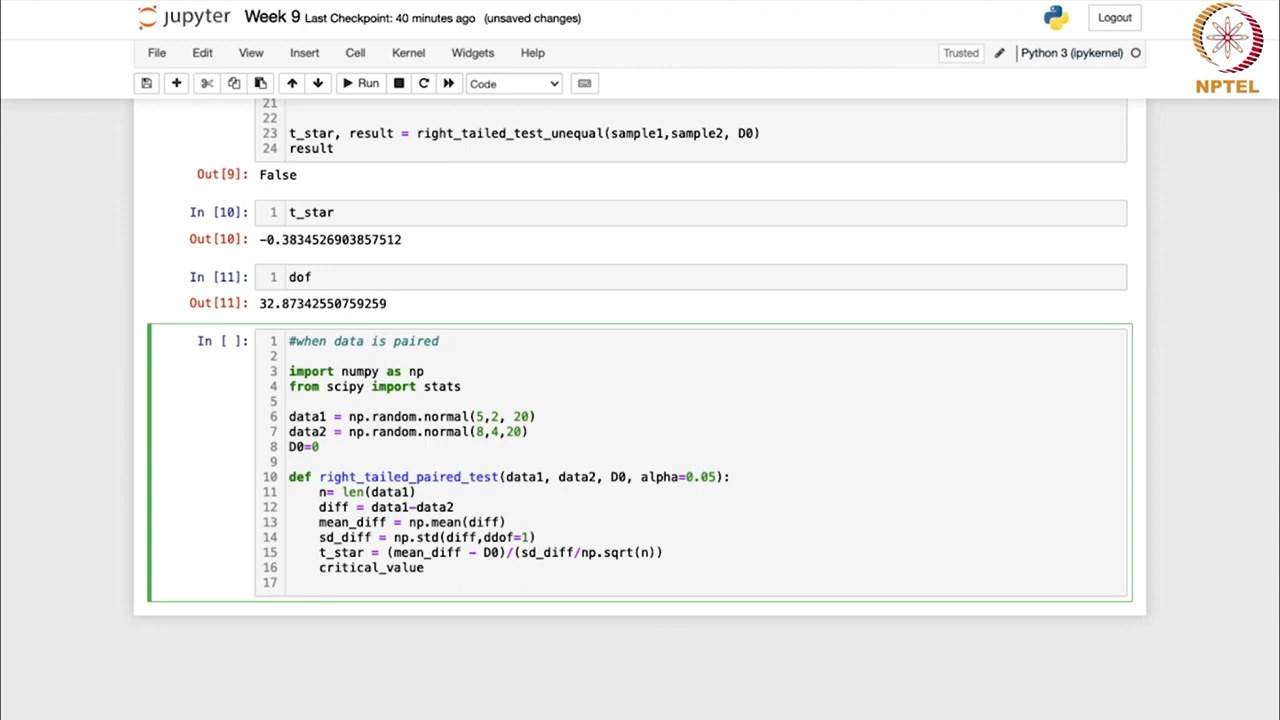 jupyter Week 9 Last Checkpoint: 40 minutes ago (unsaved changes) Logout
File Edit View Insert Cell Kernel Widgets Help Trusted Python 3 (ipykernel)
NPTEL
Run Code
21
22
23 t_star, result = right_tailed_test_unequal(sample1,sample2, D0)
24 result
Out[9]: False
In [10]: 1 t_star
Out[10]: -0.3834526903857512
In [11]: 1 dof
Out[11]: 32.87342550759259
In [ ]: 1 #when data is paired
2
3 import numpy as np
4 from scipy import stats
5
6 data1 = np.random.normal(5,2, 20)
7 data2 = np.random.normal(8,4,20)
8 D0=0
9
10 def right_tailed_paired_test(data1, data2, D0, alpha=0.05):
11 n= len(data1)
12 diff = data1-data2
13 mean_diff = np.mean(diff)
14 sd_diff = np.std(diff,ddof=1)
15 t_star = (mean_diff - D0)/(sd_diff/np.sqrt(n))
16 critical_value
17